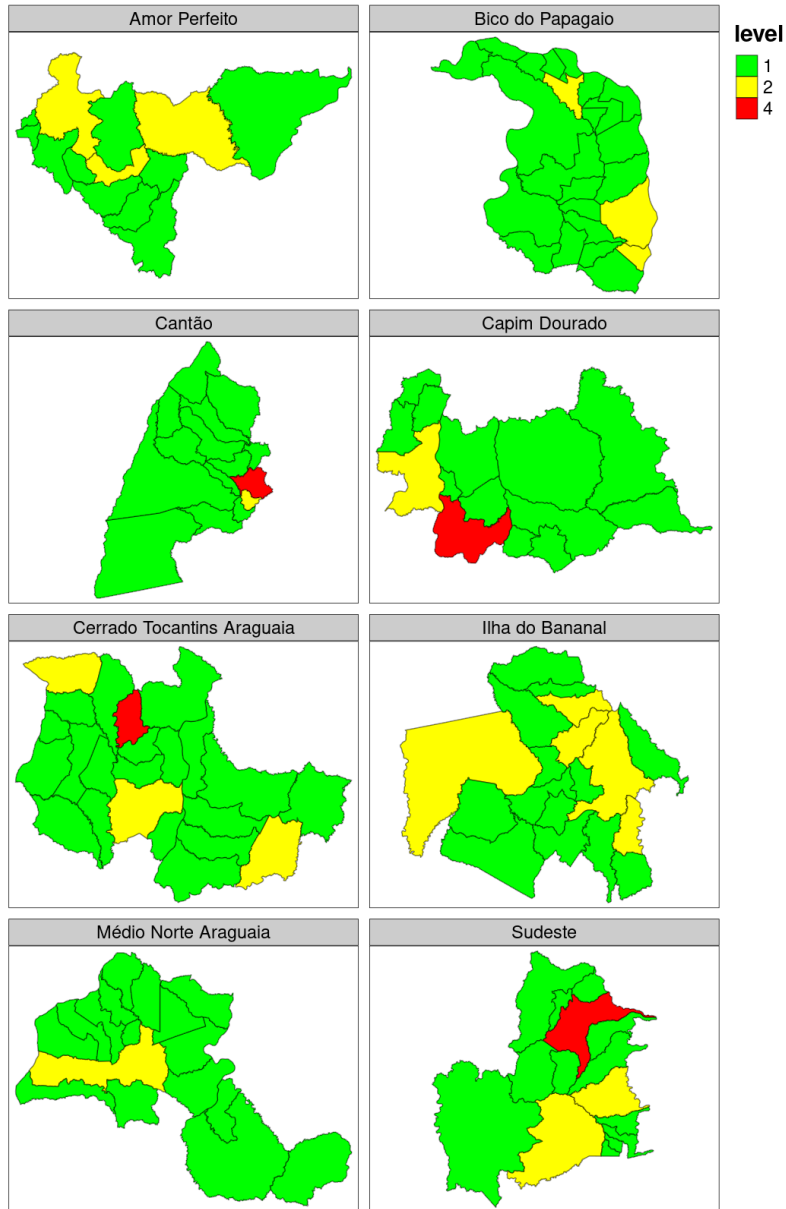 Amor Perfeito
Bico do Papagaio
level
1
2
4
Cantão
Capim Dourado
Cerrado Tocantins Araguaia
Ilha do Bananal
Médio Norte Araguaia
Sudeste